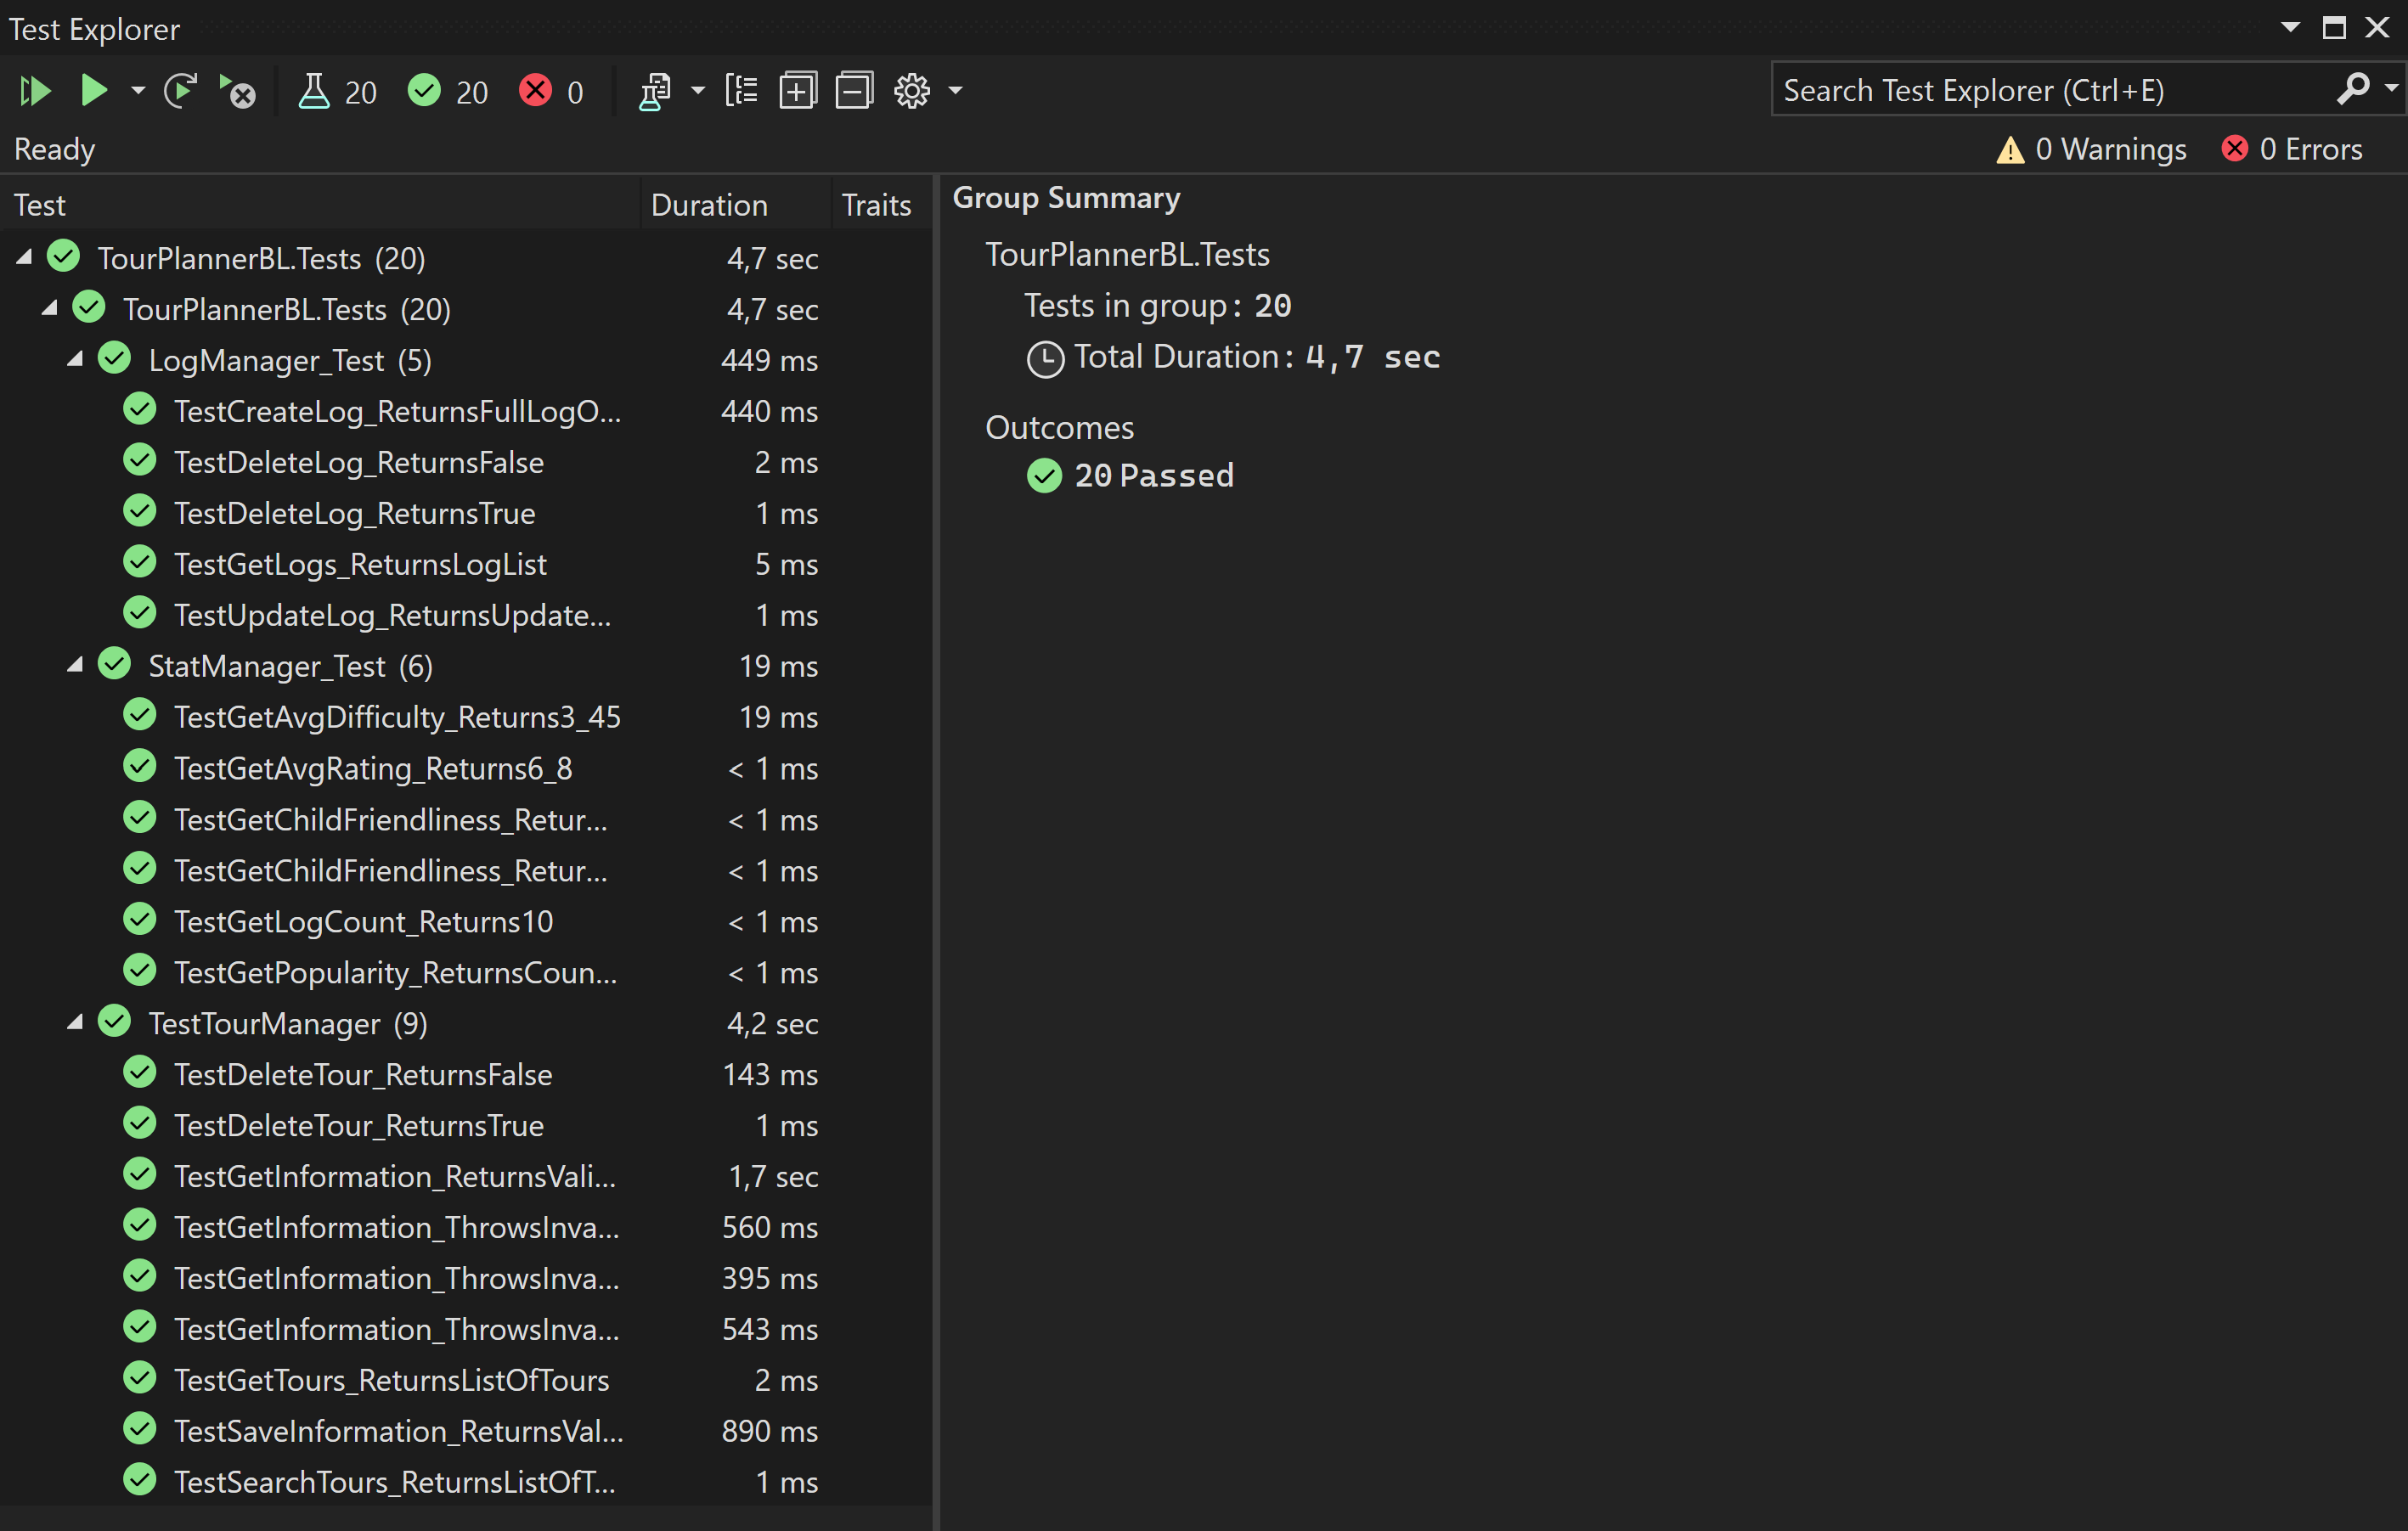 Test Explorer
20 20 0
Search Test Explorer (Ctrl+E)
Ready
0 Warnings 0 Errors
Test Duration Traits
TourPlannerBL.Tests (20) 4,7 sec
TourPlannerBL.Tests (20) 4,7 sec
LogManager_Test (5) 449 ms
TestCreateLog_ReturnsFullLogO... 440 ms
TestDeleteLog_ReturnsFalse 2 ms
TestDeleteLog_ReturnsTrue 1 ms
TestGetLogs_ReturnsLogList 5 ms
TestUpdateLog_ReturnsUpdate... 1 ms
StatManager_Test (6) 19 ms
TestGetAvgDifficulty_Returns3_45 19 ms
TestGetAvgRating_Returns6_8 < 1 ms
TestGetChildFriendliness_Retur... < 1 ms
TestGetChildFriendliness_Retur... < 1 ms
TestGetLogCount_Returns10 < 1 ms
TestGetPopularity_ReturnsCoun... < 1 ms
TestTourManager (9) 4,2 sec
TestDeleteTour_ReturnsFalse 143 ms
TestDeleteTour_ReturnsTrue 1 ms
TestGetInformation_ReturnsVali... 1,7 sec
TestGetInformation_ThrowsInva... 560 ms
TestGetInformation_ThrowsInva... 395 ms
TestGetInformation_ThrowsInva... 543 ms
TestGetTours_ReturnsListOfTours 2 ms
TestSaveInformation_ReturnsVal... 890 ms
TestSearchTours_ReturnsListOfT... 1 ms
Group Summary
TourPlannerBL.Tests
Tests in group: 20
Total Duration: 4,7 sec
Outcomes
20 Passed